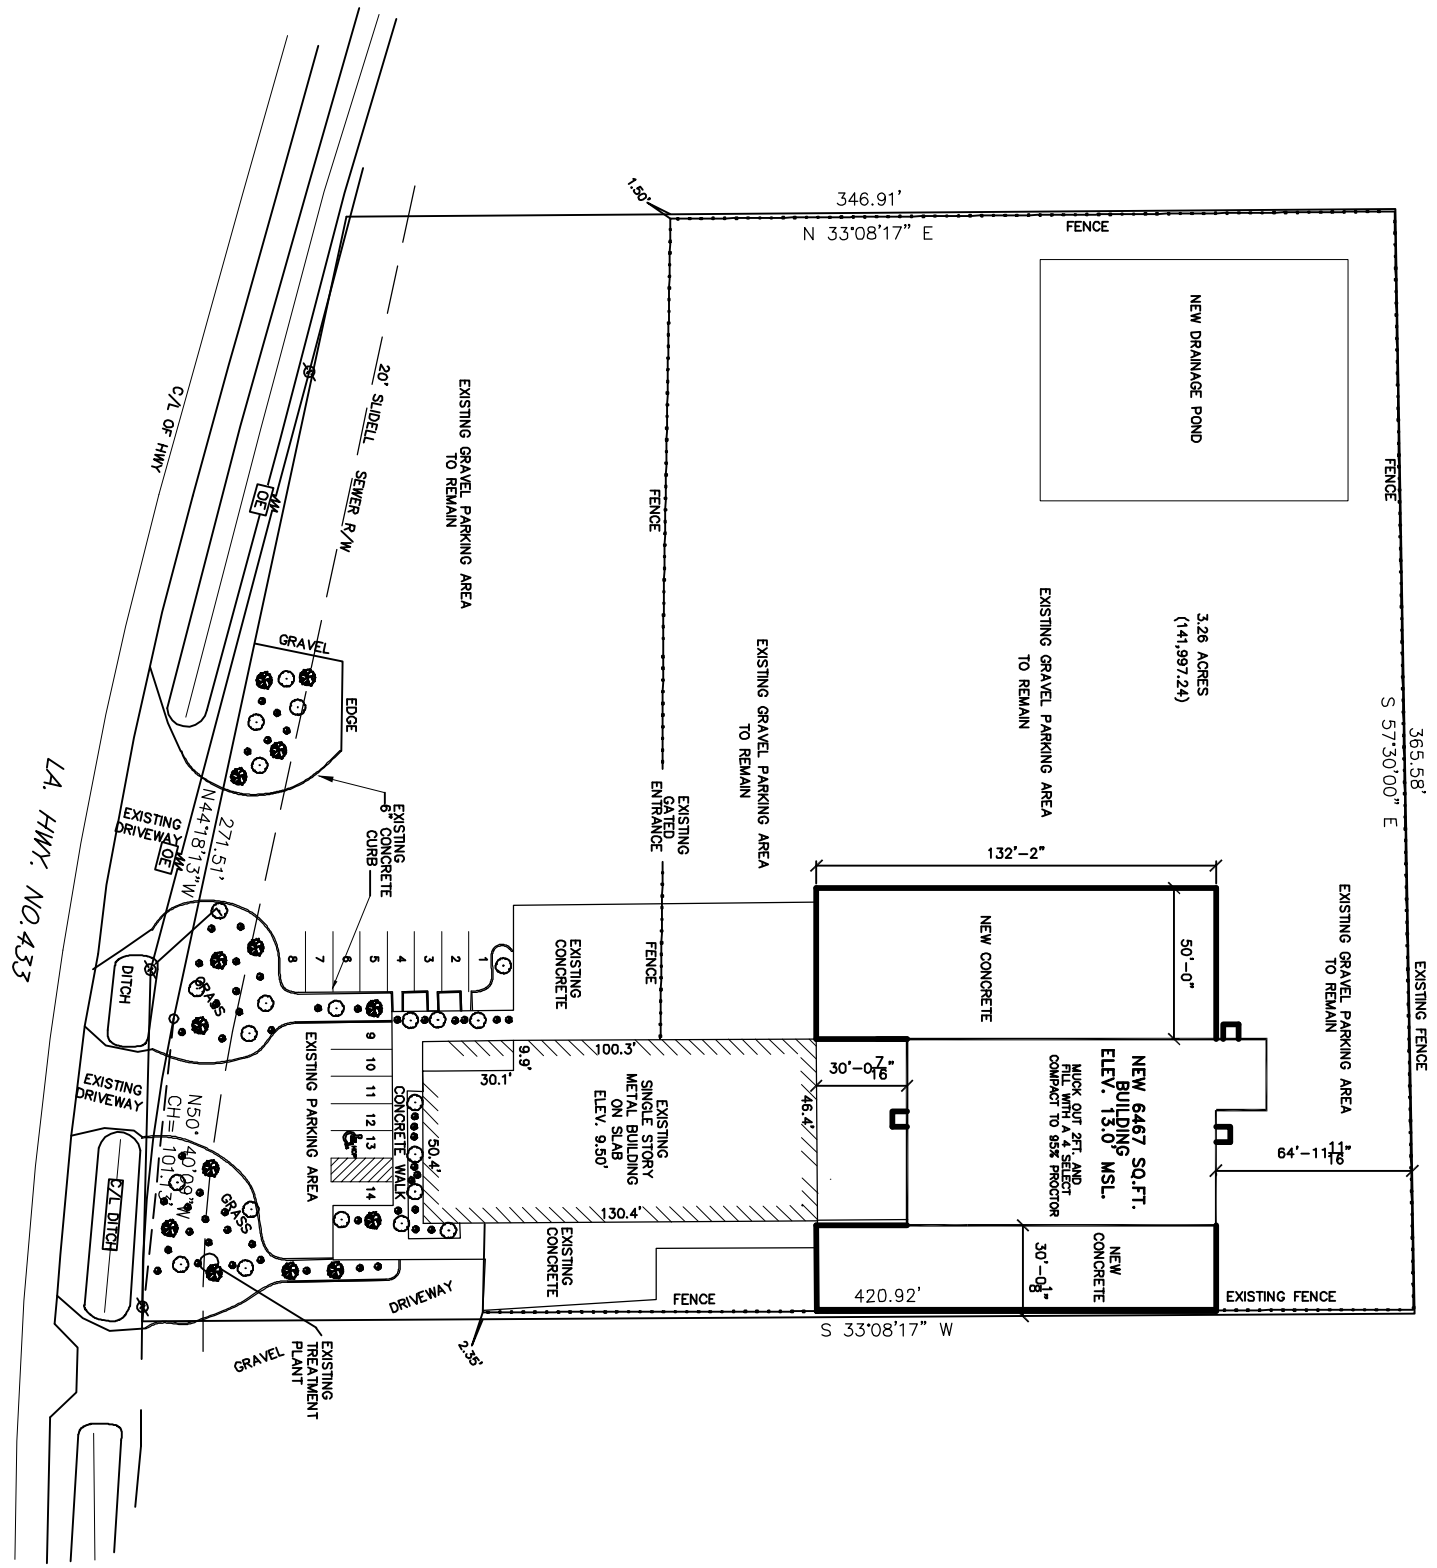 346.91'
N 33°08'17" E
1.50'
FENCE
NEW DRAINAGE POND
FENCE
C/L OF HWY
20' SLIDELL SEWER R/W
EXISTING GRAVEL PARKING AREA
TO REMAIN
FENCE
OE
3.26 ACRES
(141,997.24)
EXISTING GRAVEL PARKING AREA
TO REMAIN
EXISTING GRAVEL PARKING AREA
TO REMAIN
365.58'
S 57°30'00" E
GRAVEL
EDGE
LA. HWY. NO.433
EXISTING
DRIVEWAY
OE
271.51'
N44°18'13"W
EXISTING
6" CONCRETE
CURB
EXISTING
GATED
ENTRANCE
132'-2"
50'-0"
NEW CONCRETE
EXISTING GRAVEL PARKING AREA
TO REMAIN
EXISTING FENCE
EXISTING
CONCRETE
FENCE
8
7
6
5
4
3
2
1
DITCH
GRASS
EXISTING
DRIVEWAY
EXISTING PARKING AREA
9
10
11
12
13
14
CONCRETE WALK
100.3'
9.9'
30.1'
EXISTING
SINGLE STORY
METAL BUILDING
ON SLAB
ELEV. 9.50'
50.4'
46.4'
130.4'
30'-0 7/16"
NEW 6467 SQ.FT.
BUILDING
ELEV. 13.0' MSL.
MUCK OUT 2FT. AND
FILL WITH A 4 SELECT
COMPACT TO 95% PROCTOR
64'-11 11/16"
N50° 40'09"W
CH= 101.13'
C/L DITCH
GRASS
DRIVEWAY
EXISTING
CONCRETE
FENCE
NEW
CONCRETE
30'-0 1/8"
420.92'
S 33°08'17" W
EXISTING FENCE
2.35'
GRAVEL
EXISTING
TREATMENT
PLANT